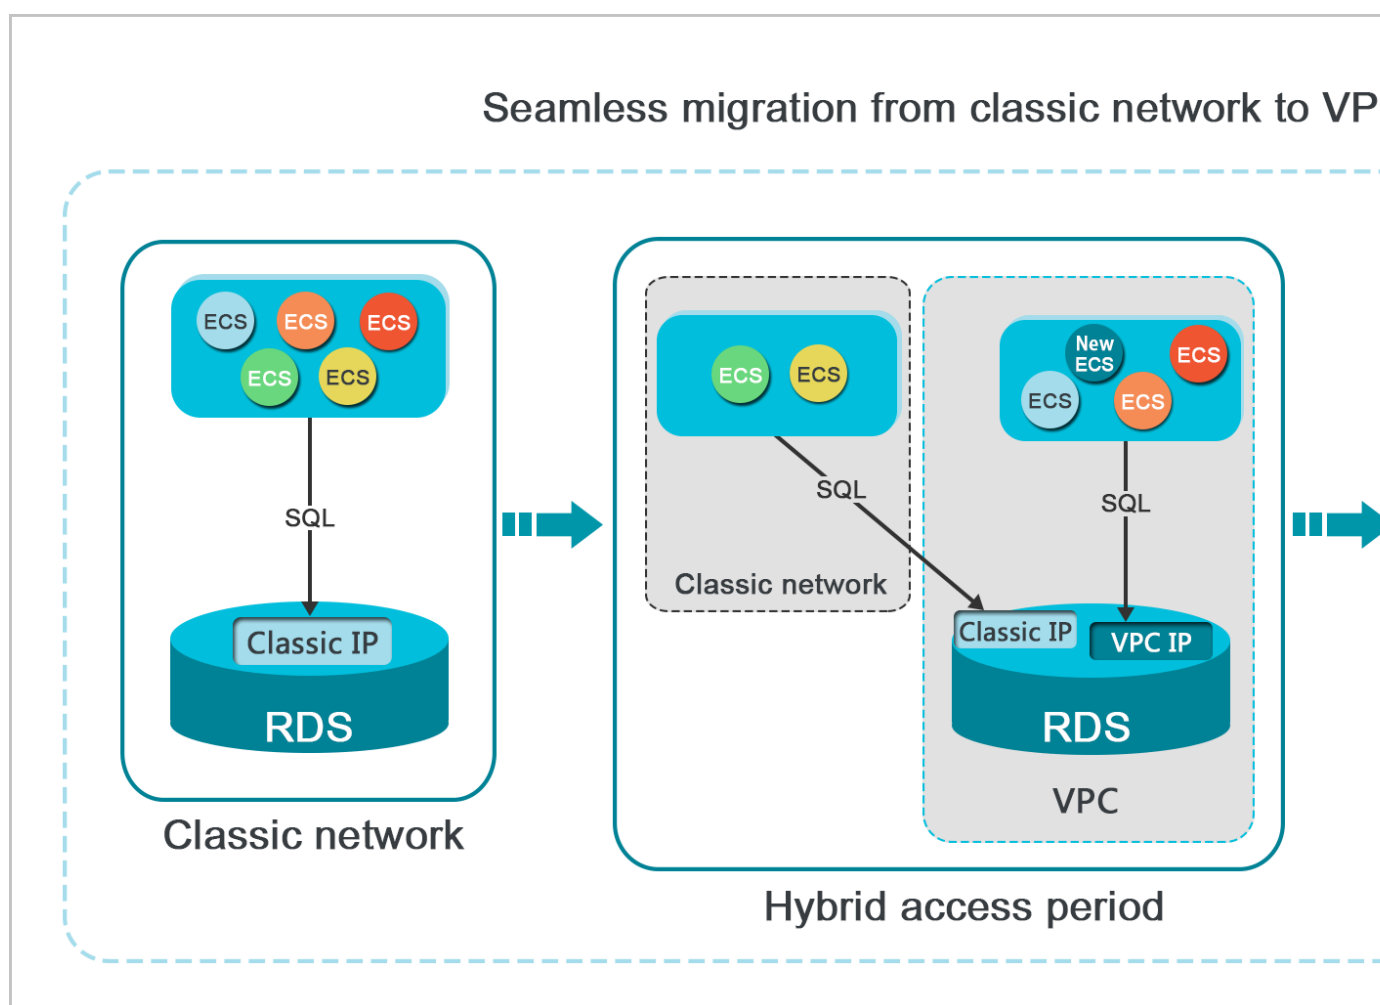 Seamless migration from classic network to VP
ECS
ECS
ECS
ECS
ECS
SQL
Classic IP
RDS
Classic network
ECS
ECS
SQL
Classic network
New
ECS
ECS
ECS
ECS
SQL
Classic IP
VPC IP
RDS
VPC
Hybrid access period